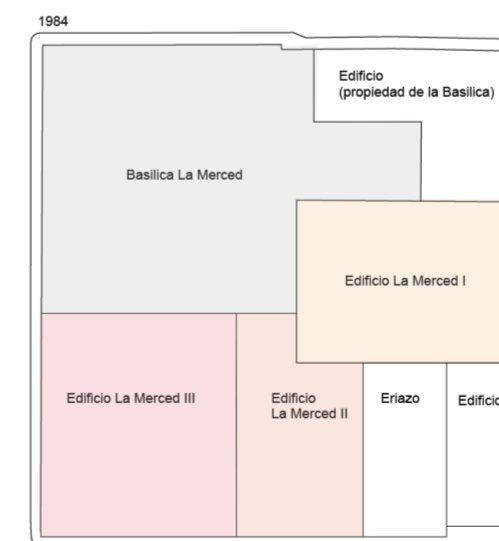 1984
Edificio
(propiedad de la Basilica)
Basilica La Merced
Edificio La Merced I
Edificio La Merced III
Edificio
La Merced II
Eriazo
Edificio